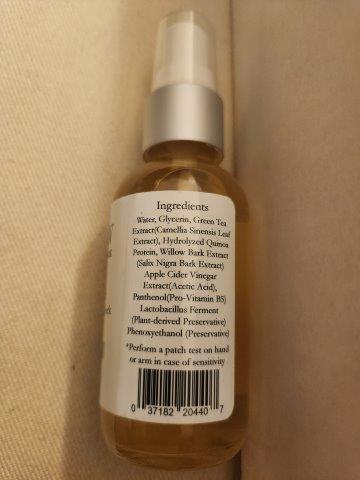 Ingredients
Water, Glycerin, Green Tea
Extract(Camellia Sinensis Leaf
Extract), Hydrolyzed Quinoa
Protein, Willow Bark Extract
(Salix Nigra Bark Extract)
Apple Cider Vinegar
Extract(Acetic Acid),
Panthenol(Pro-Vitamin B5)
Lactobacillus Ferment
(Plant-derived Preservative)
Phenoxyethanol (Preservative)
*Perform a patch test on hand
or arm in case of sensitivity
0 37182 20440 7